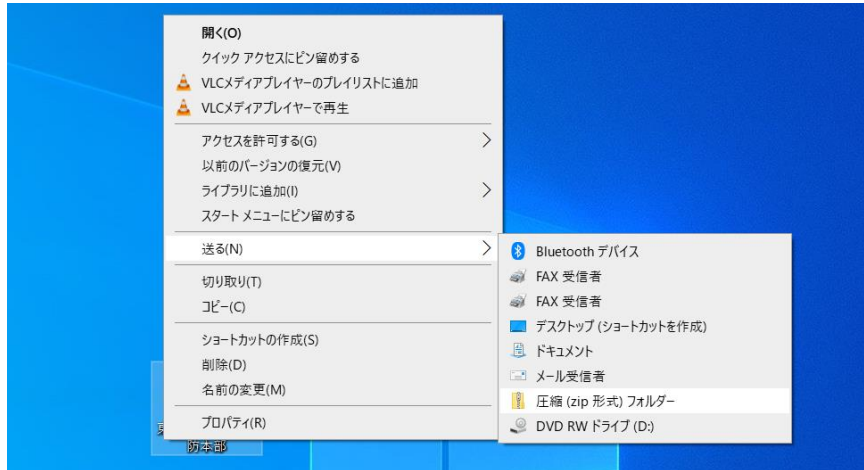 開く(O)
クイック アクセスにピン留めする
VLCメディアプレイヤーのプレイリストに追加
VLCメディアプレイヤーで再生
アクセスを許可する(G)
以前のバージョンの復元(V)
ライブラリに追加(I)
スタート メニューにピン留めする
送る(N)
切り取り(T)
コピー(C)
ショートカットの作成(S)
削除(D)
名前の変更(M)
プロパティ(R)
Bluetooth デバイス
FAX 受信者
FAX 受信者
デスクトップ (ショートカットを作成)
ドキュメント
メール受信者
圧縮 (zip 形式) フォルダー
DVD RW ドライブ (D:)
防本部